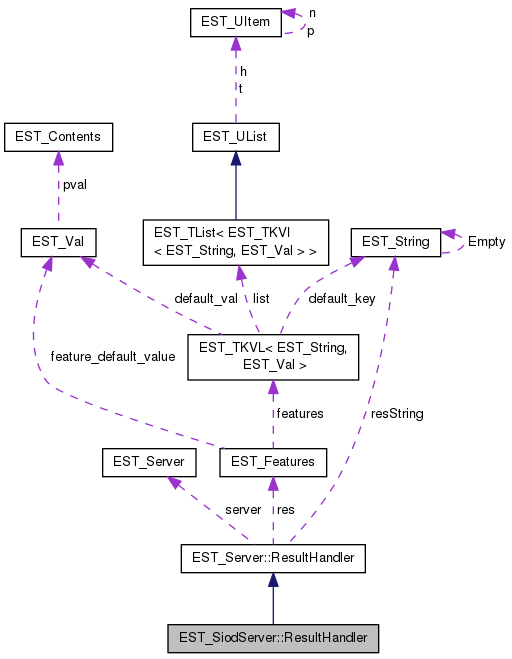 EST_UItem
n
p
h
t
EST_Contents
EST_UList
pval
EST_Val
EST_TList< EST_TKVI
< EST_String, EST_Val > >
EST_String
Empty
default_val
list
default_key
feature_default_value
EST_TKVL< EST_String,
EST_Val >
features
resString
EST_Server
EST_Features
server
res
EST_Server::ResultHandler
EST_SiodServer::ResultHandler